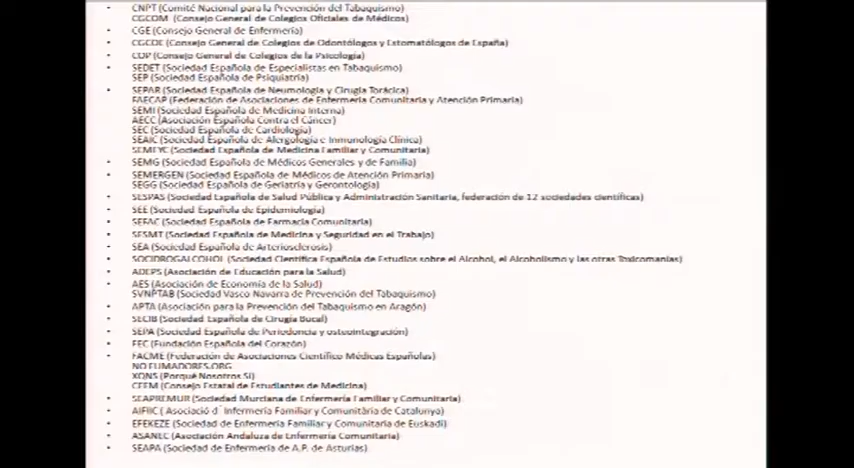 CNPT (Comité Nacional para la Prevención del Tabaquismo)
CGCOM (Consejo General de Colegios Oficiales de Médicos)
CGE (Consejo General de Enfermería)
CGCOE (Consejo General de Colegios de Odontólogos y Estomatólogos de España)
COP (Consejo General de Colegios de la Psicología)
SEDET (Sociedad Española de Especialistas en Tabaquismo)
SEP (Sociedad Española de Psiquiatría)
SEPAR (Sociedad Española de Neumología y Cirugía Torácica)
FAECAP (Federación de Asociaciones de Enfermería Comunitaria y Atención Primaria)
SEMI (Sociedad Española de Medicina Interna)
AECC (Asociación Española Contra el Cáncer)
SEC (Sociedad Española de Cardiología)
SEAIC (Sociedad Española de Alergología e Inmunología Clínica)
SEMFYC (Sociedad Española de Medicina Familiar y Comunitaria)
SEMG (Sociedad Española de Médicos Generales y de Familia)
SEMERGEN (Sociedad Española de Médicos de Atención Primaria)
SEGG (Sociedad Española de Geriatría y Gerontología)
SESPAS (Sociedad Española de Salud Pública y Administración Sanitaria, federación de 12 sociedades científicas)
SEE (Sociedad Española de Epidemiología)
SEFAC (Sociedad Española de Farmacia Comunitaria)
SESMT (Sociedad Española de Medicina y Seguridad en el Trabajo)
SEA (Sociedad Española de Arteriosclerosis)
SOCIDROGALCOHOL (Sociedad Científica Española de Estudios sobre el Alcohol, el Alcoholismo y las otras Toxicomanías)
ADEPS (Asociación de Educación para la Salud)
AES (Asociación de Economía de la Salud)
SVNPTAB (Sociedad Vasco Navarra de Prevención del Tabaquismo)
APTA (Asociación para la Prevención del Tabaquismo en Aragón)
SECIB (Sociedad Española de Cirugía Bucal)
SEPA (Sociedad Española de Periodoncia y osteointegración)
FEC (Fundación Española del Corazón)
FACME (Federación de Asociaciones Científico Médicas Españolas)
NOFUMADORES.ORG
XQNS (Porqué Nosotros Sí)
CEEM (Consejo Estatal de Estudiantes de Medicina)
SEAPREMUR (Sociedad Murciana de Enfermería Familiar y Comunitaria)
AIFIIC ( Associació d´ Infermeria Familiar y Comunitària de Catalunya)
EFEKEZE (Sociedad de Enfermería Familiar y Comunitaria de Euskadi)
ASANEC (Asociación Andaluza de Enfermería Comunitaria)
SEAPA (Sociedad de Enfermería de A.P. de Asturias)